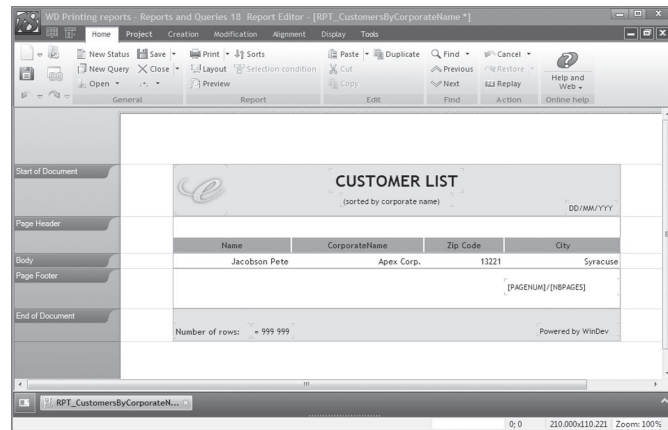 WD Printing reports - Reports and Queries 18 Report Editor - [RPT_CustomersByCorporateName *]
Home Project Creation Modification Alignment Display Tools
New Status Save Print Sorts Paste Duplicate Find Cancel
New Query Close Layout Selection condition Cut Previous Restore Help and Web
Open Preview Copy Next Replay
General Report Edit Find Action Online help
Start of Document
CUSTOMER LIST
(sorted by corporate name)
DD/MM/YYY
Page Header
Name CorporateName Zip Code City
Body
Jacobson Pete Apex Corp. 13221 Syracuse
Page Footer
[PAGENUM]/[NBPAGES]
End of Document
Number of rows: = 999 999 Powered by WinDev
RPT_CustomersByCorporateN...
0; 0 210.000x110.221 Zoom: 100%